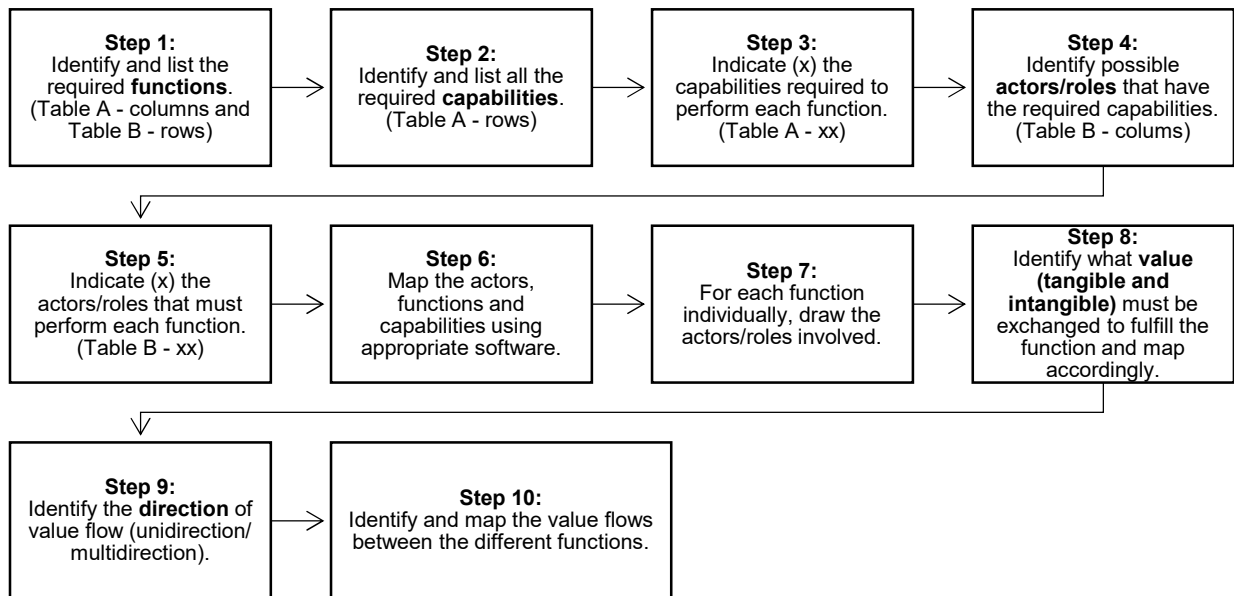 Step 1:
Identify and list the
required functions.
(Table A - columns and
Table B - rows)
Step 2:
Identify and list all the
required capabilities.
(Table A - rows)
Step 3:
Indicate (x) the
capabilities required to
perform each function.
(Table A - xx)
Step 4:
Identify possible
actors/roles that have
the required capabilities.
(Table B - colums)
Step 5:
Indicate (x) the
actors/roles that must
perform each function.
(Table B - xx)
Step 6:
Map the actors,
functions and
capabilities using
appropriate software.
Step 7:
For each function
individually, draw the
actors/roles involved.
Step 8:
Identify what value
(tangible and
intangible) must be
exchanged to fulfill the
function and map
accordingly.
Step 9:
Identify the direction of
value flow (unidirection/
multidirection).
Step 10:
Identify and map the value flows
between the different functions.